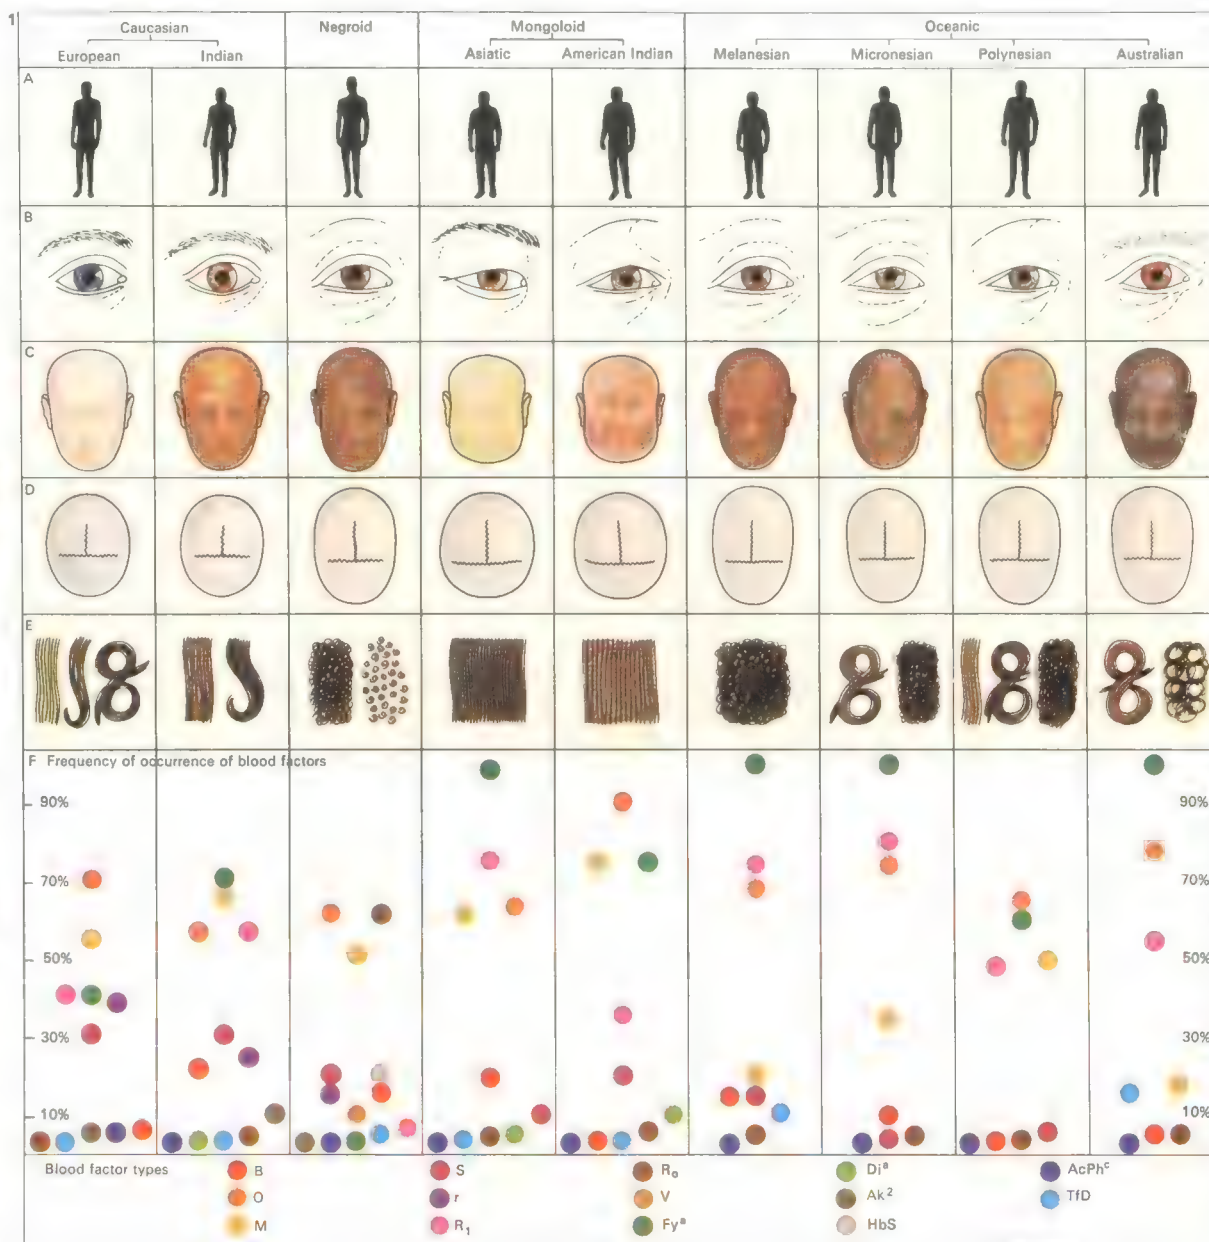 1
Caucasian Negroid Mongoloid Oceanic
European Indian Asiatic American Indian Melanesian Micronesian Polynesian Australian
A
B
C
D
E
F Frequency of occurrence of blood factors
90% 90%
70% 70%
50% 50%
30% 30%
10% 10%
Blood factor types B S Ro Diª AcPhᶜ
O r V Ak² TfD
M R₁ Fyª HbS